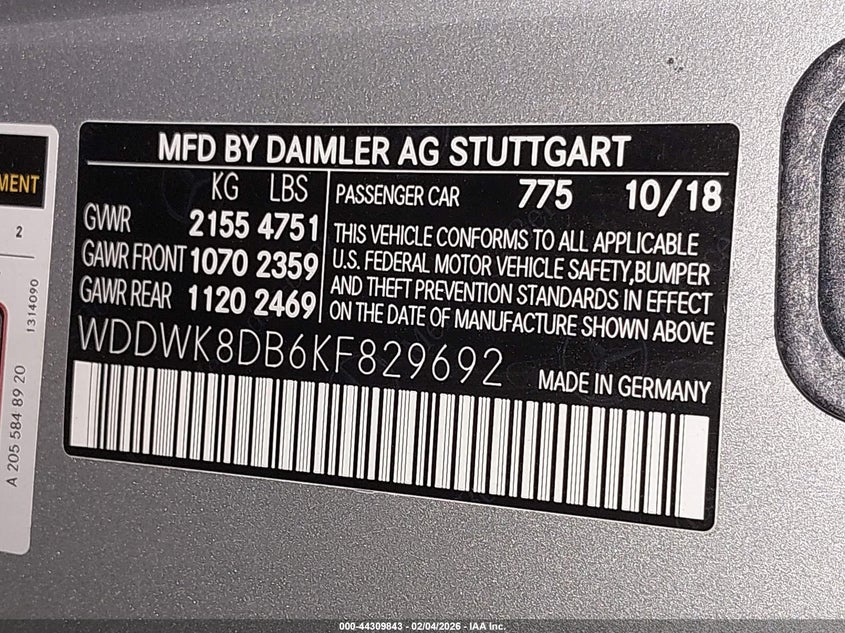 MENT
2
1314090
A 205 584 89 20
MFD BY DAIMLER AG STUTTGART
KG LBS
GVWR 2155 4751
GAWR FRONT 1070 2359
GAWR REAR 1120 2469
PASSENGER CAR 775 10/18
THIS VEHICLE CONFORMS TO ALL APPLICABLE
U.S. FEDERAL MOTOR VEHICLE SAFETY,BUMPER
AND THEFT PREVENTION STANDARDS IN EFFECT
ON THE DATE OF MANUFACTURE SHOWN ABOVE
WDDWK8DB6KF829692
MADE IN GERMANY
000-44309843 - 02/04/2026 - IAA Inc.